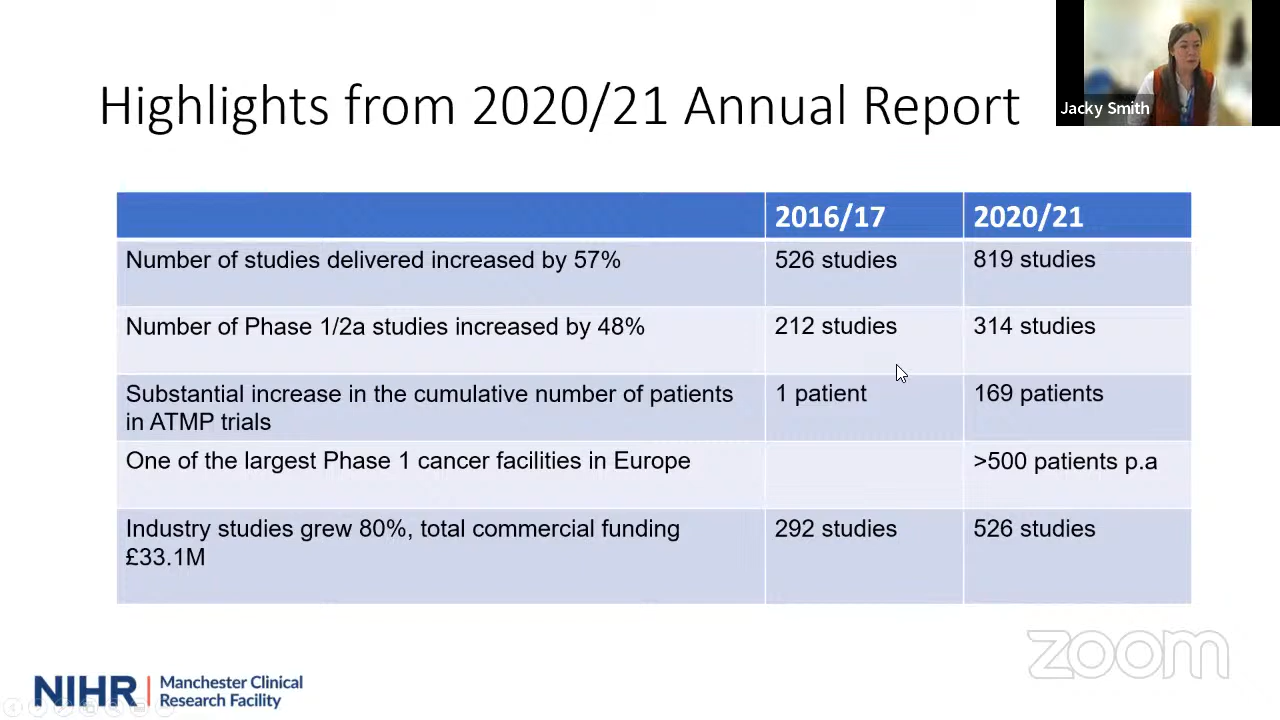 Highlights from 2020/21 Annual Report
Jacky Smith
2016/17
2020/21
Number of studies delivered increased by 57%
526 studies
819 studies
Number of Phase 1/2a studies increased by 48%
212 studies
314 studies
Substantial increase in the cumulative number of patients
in ATMP trials
1 patient
169 patients
One of the largest Phase 1 cancer facilities in Europe
>500 patients p.a
Industry studies grew 80%, total commercial funding
£33.1M
292 studies
526 studies
zoom
NIHR | Manchester Clinical
Research Facility